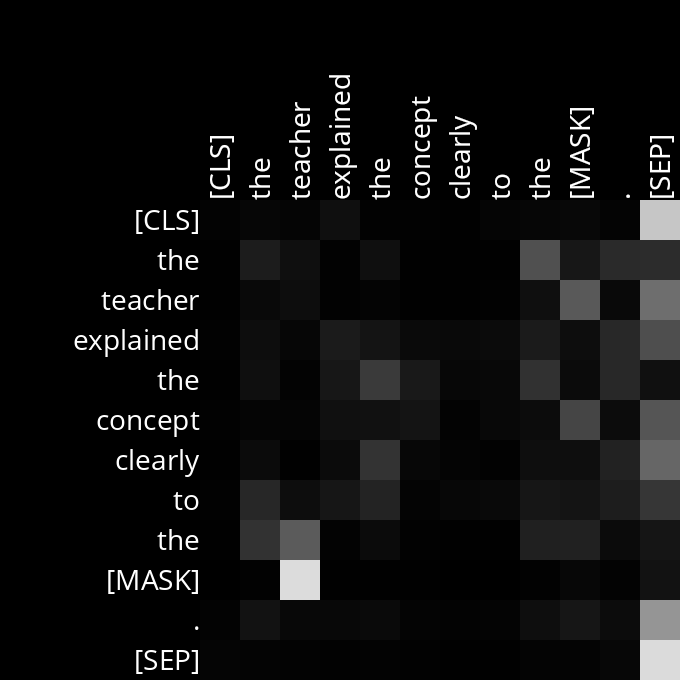 [CLS] the teacher explained the concept clearly to the [MASK] . [SEP]
[CLS]
the
teacher
explained
the
concept
clearly
to
the
[MASK]
.
[SEP]